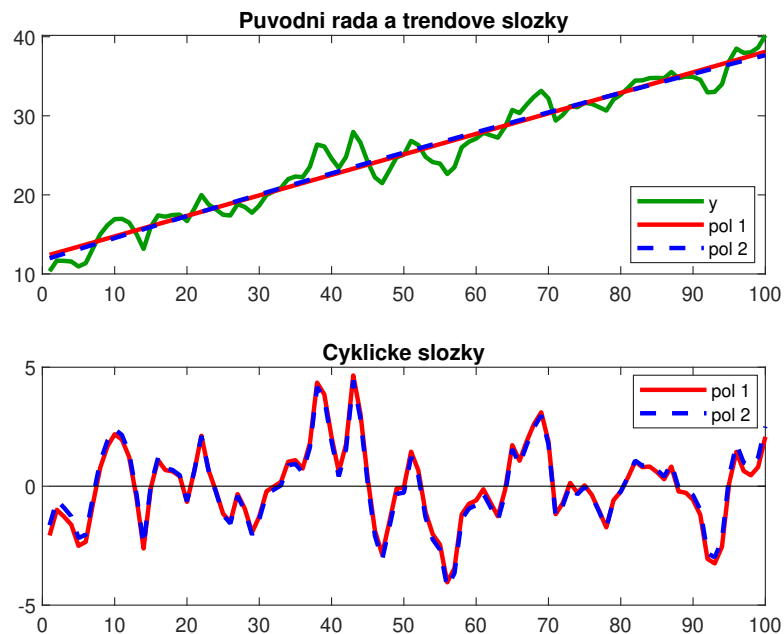 Puvodni rada a trendove slozky
40
30
20
10
y
pol 1
pol 2
0 10 20 30 40 50 60 70 80 90 100
Cyklicke slozky
5
0
-5
pol 1
pol 2
0 10 20 30 40 50 60 70 80 90 100